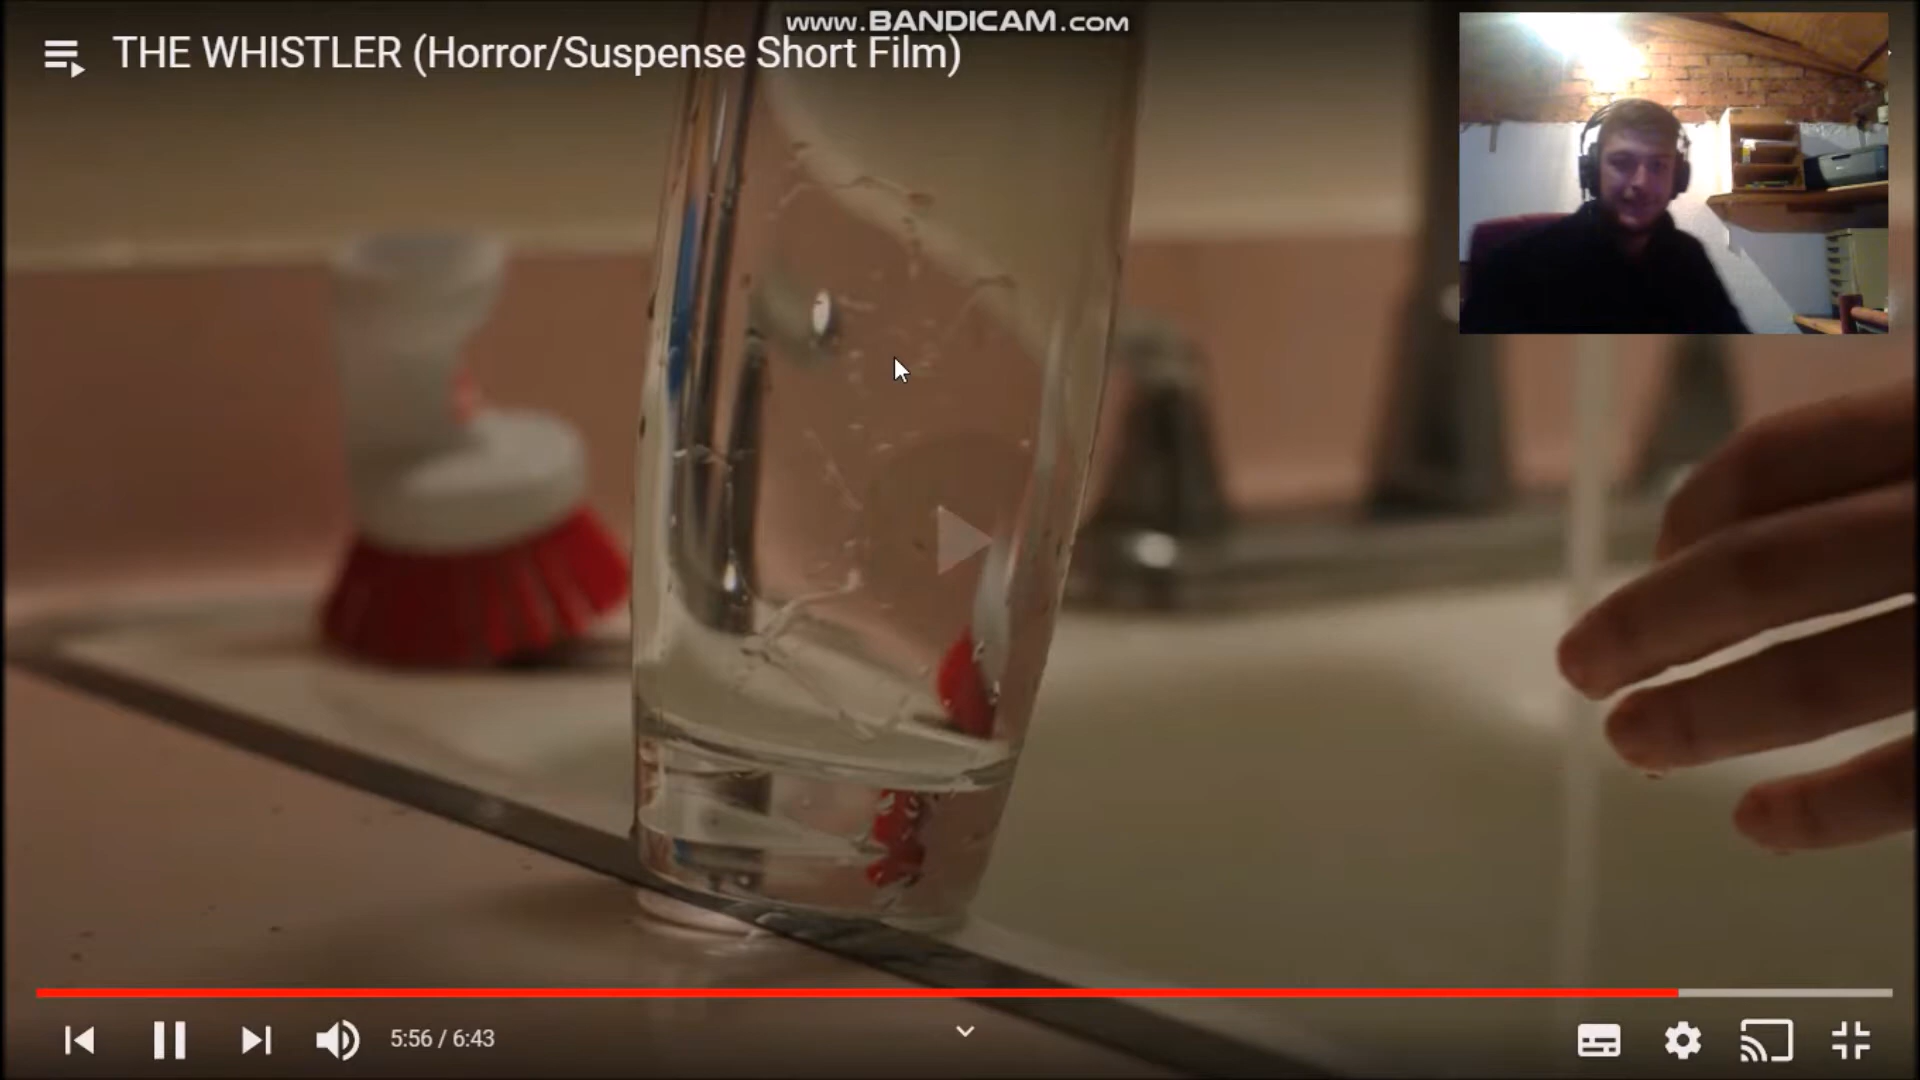 www.BANDICAM.com
THE WHISTLER (Horror/Suspense Short Film)
5:56 / 6:43